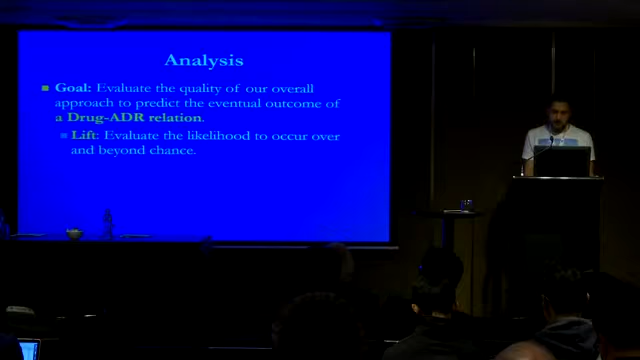 Analysis
Goal: Evaluate the quality of our overall
approach to predict the eventual outcome of
a Drug-ADR relation.
Lift: Evaluate the likelihood to occur over
and beyond chance.